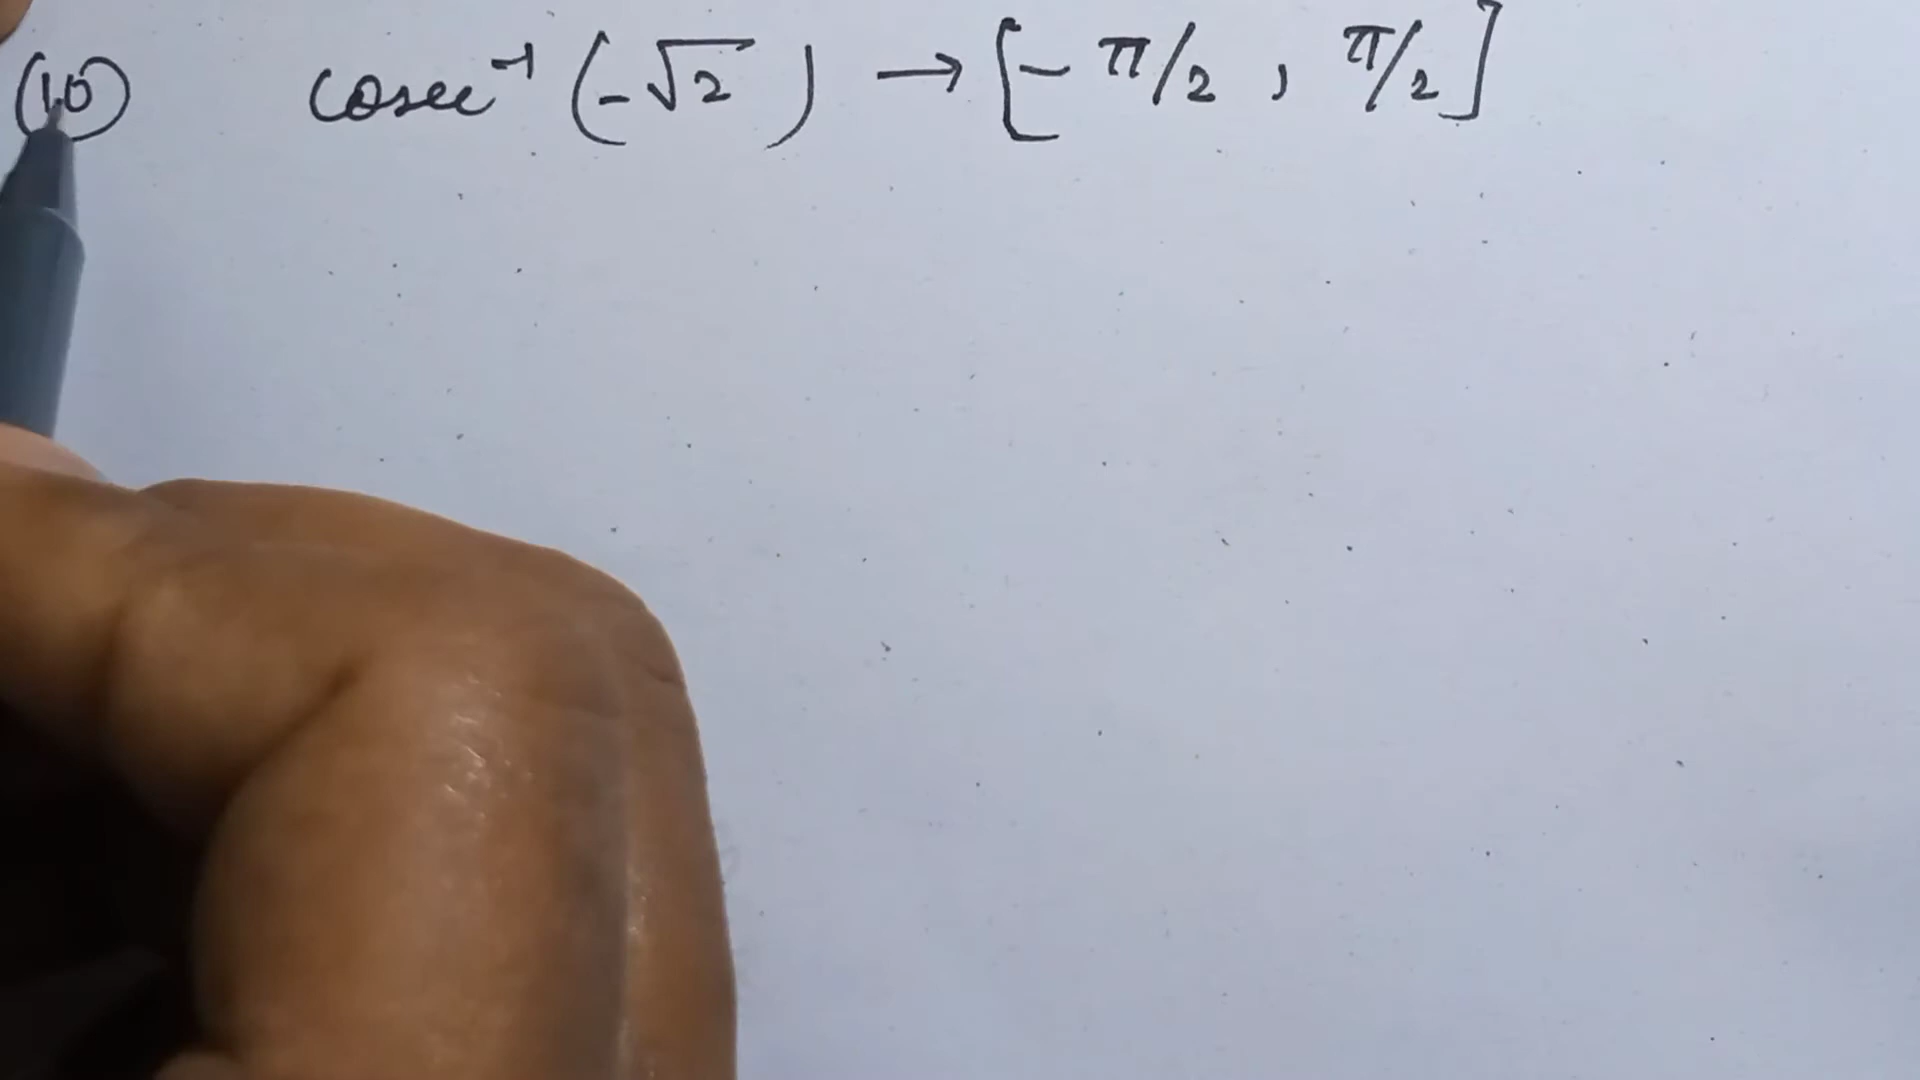 (10) cosec⁻¹(-√2) → [-π/2, π/2]